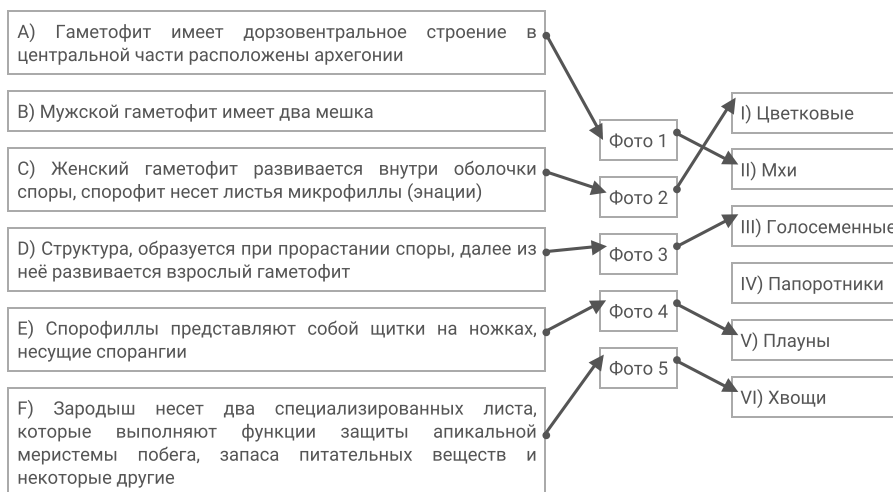 A) Гаметофит имеет дорзовентральное строение в
центральной части расположены архегонии
B) Мужской гаметофит имеет два мешка
C) Женский гаметофит развивается внутри оболочки
споры, спорофит несет листья микрофиллы (энации)
D) Структура, образуется при прорастании споры, далее из
неё развивается взрослый гаметофит
E) Спорофиллы представляют собой щитки на ножках,
несущие спорангии
F) Зародыш несет два специализированных листа,
которые выполняют функции защиты апикальной
меристемы побега, запаса питательных веществ и
некоторые другие
Фото 1
Фото 2
Фото 3
Фото 4
Фото 5
I) Цветковые
II) Мхи
III) Голосеменные
IV) Папоротники
V) Плауны
VI) Хвощи